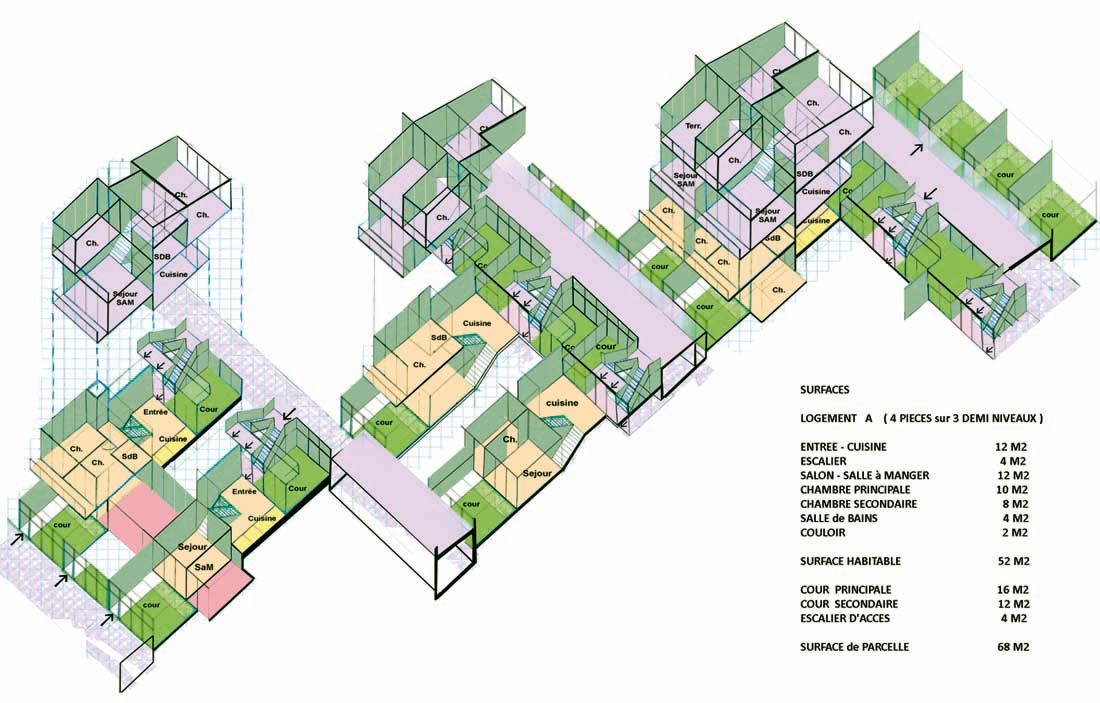 Ch.
Ch.
Ch.
SDB
Cuisine
Sejour
SAM
Entrée
Cour
Cuisine
Ch.
Ch.
SdB
Entrée
Cour
Cuisine
cour
Sejour
SaM
cour
Ch.
Ch.
Co
Co
cour
Cuisine
SdB
Ch.
cour
cuisine
Ch.
Sejour
cour
Ch.
Ch.
Terr.
Ch.
Ch.
SDB
Sejour
SAM
Cuisine
Co
Sejour
SAM
Cuisine
Ch.
Ch.
SdB
Ch.
Ch.
cour
cour
cour
cour
SURFACES
LOGEMENT A ( 4 PIECES sur 3 DEMI NIVEAUX )
ENTREE - CUISINE 12 M2
ESCALIER 4 M2
SALON - SALLE à MANGER 12 M2
CHAMBRE PRINCIPALE 10 M2
CHAMBRE SECONDAIRE 8 M2
SALLE de BAINS 4 M2
COULOIR 2 M2
SURFACE HABITABLE 52 M2
COUR PRINCIPALE 16 M2
COUR SECONDAIRE 12 M2
ESCALIER D'ACCES 4 M2
SURFACE de PARCELLE 68 M2